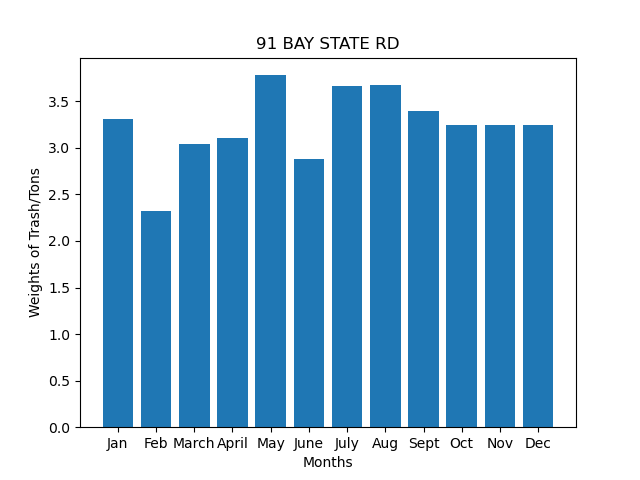 91 BAY STATE RD
Weights of Trash/Tons
3.5
3.0
2.5
2.0
1.5
1.0
0.5
0.0
Jan Feb March April May June July Aug Sept Oct Nov Dec
Months